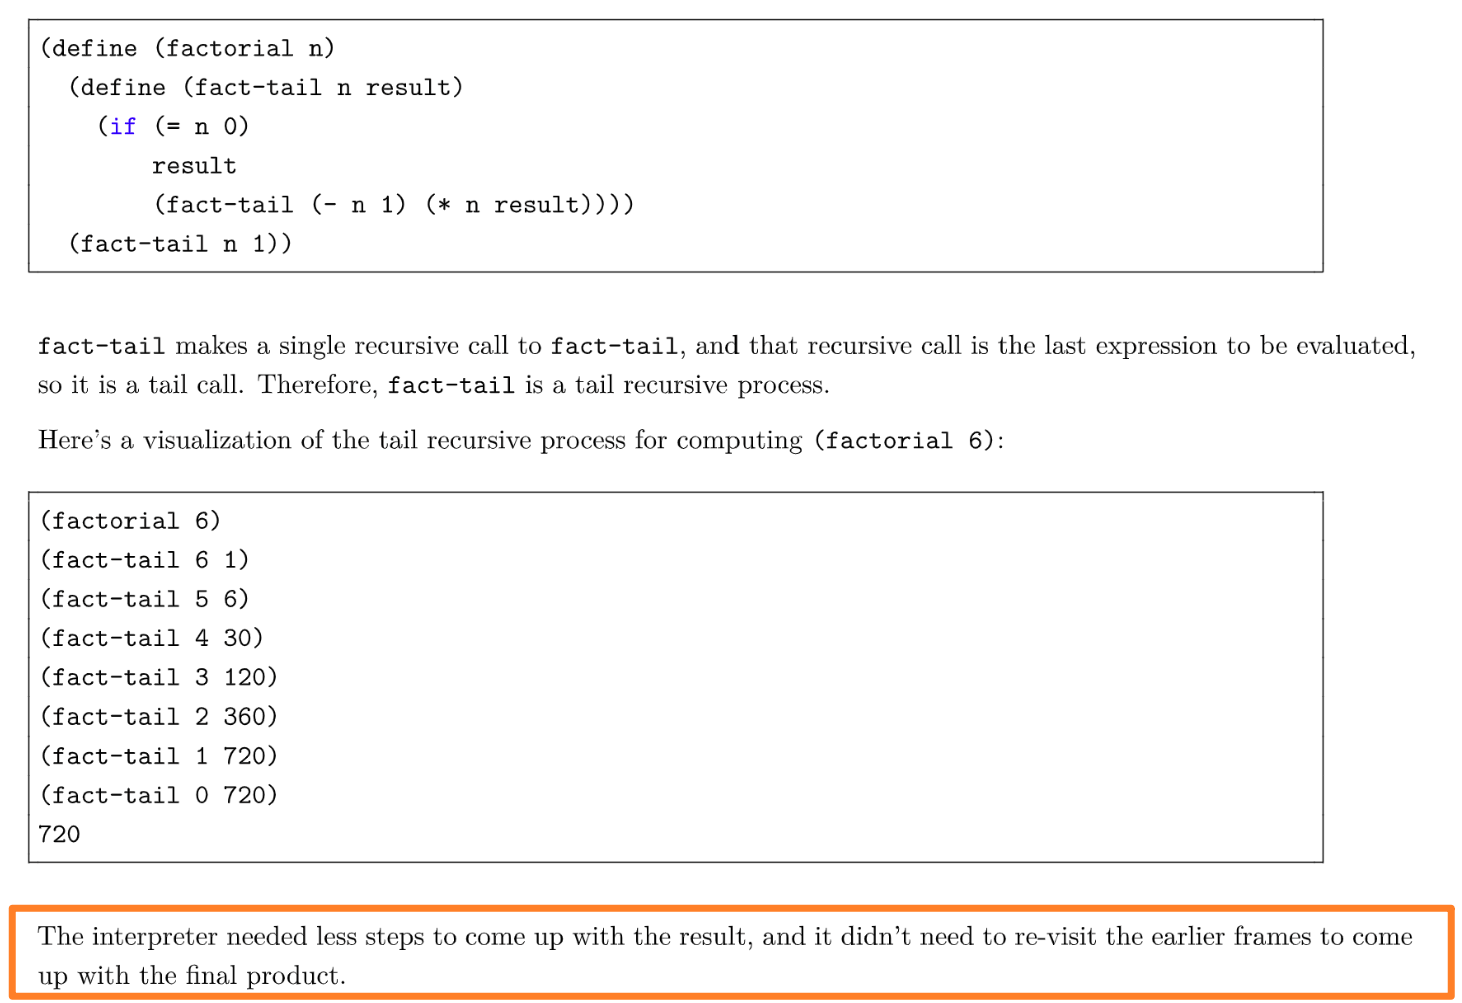 (define (factorial n)
  (define (fact-tail n result)
    (if (= n 0)
        result
        (fact-tail (- n 1) (* n result))))
  (fact-tail n 1))
fact-tail makes a single recursive call to fact-tail, and that recursive call is the last expression to be evaluated,
so it is a tail call. Therefore, fact-tail is a tail recursive process.
Here's a visualization of the tail recursive process for computing (factorial 6):
(factorial 6)
(fact-tail 6 1)
(fact-tail 5 6)
(fact-tail 4 30)
(fact-tail 3 120)
(fact-tail 2 360)
(fact-tail 1 720)
(fact-tail 0 720)
720
The interpreter needed less steps to come up with the result, and it didn't need to re-visit the earlier frames to come
up with the final product.